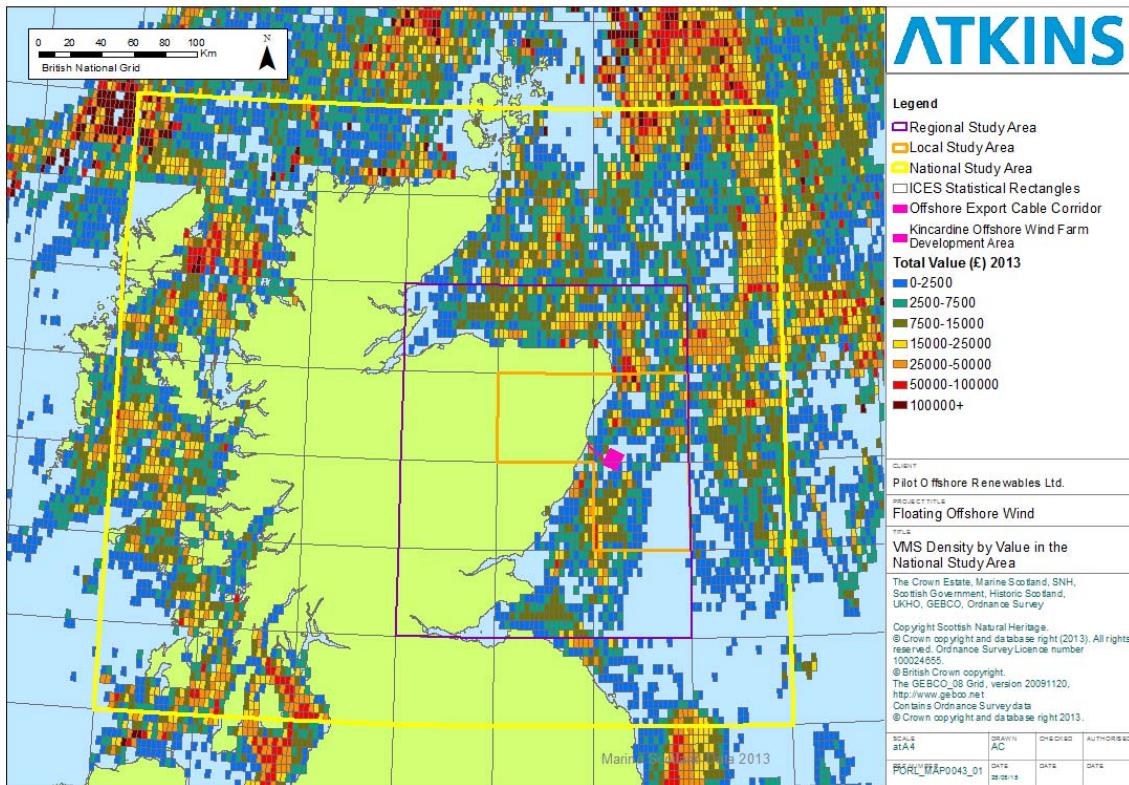 0 20 40 60 80 100
Km
British National Grid
N
ATKINS
Legend
Regional Study Area
Local Study Area
National Study Area
ICES Statistical Rectangles
Offshore Export Cable Corridor
Kincardine Offshore Wind Farm
Development Area
Total Value (£) 2013
0-2500
2500-7500
7500-15000
15000-25000
25000-50000
50000-100000
100000+
CLIENT
Pilot Offshore Renewables Ltd.
PROJECT TITLE
Floating Offshore Wind
TITLE
VMS Density by Value in the
National Study Area
The Crown Estate, Marine Scotland, SNH,
Scottish Government, Historic Scotland,
UKHO, GEBCO, Ordnance Survey
Copyright Scottish Natural Heritage.
© Crown copyright and database right (2013). All rights
reserved. Ordnance Survey Licence number
100024655.
© British Crown copyright.
The GEBCO_08 Grid, version 20091120,
http://www.gebco.net
Contains Ordnance Survey data
© Crown copyright and database right 2013.
SCALE DRAWN CHECKED AUTHORISED
at A4 AC
DATE DATE DATE
PORL_MAP0043_01
2013